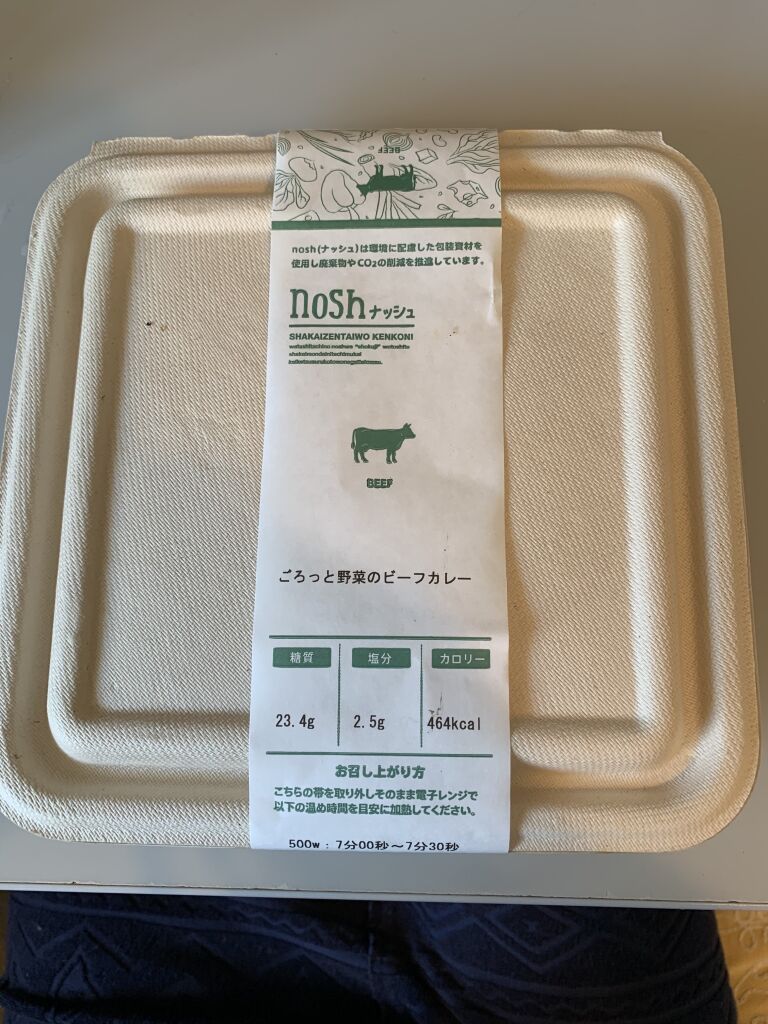 BEEF
nosh(ナッシュ)は環境に配慮した包装資材を
使用し廃棄物やCO2の削減を推進しています。
nosh ナッシュ
SHAKAIZENTAIWO KENKONI
watashitachino noshwa "shokuji" wotoshite
shakaimondainitachimukai
BEEF
ごろっと野菜のビーフカレー
糖質 塩分 カロリー
23.4g 2.5g 464kcal
お召し上がり方
こちらの帯を取り外しそのまま電子レンジで
以下の温め時間を目安に加熱してください。
500w : 7分00秒～7分30秒